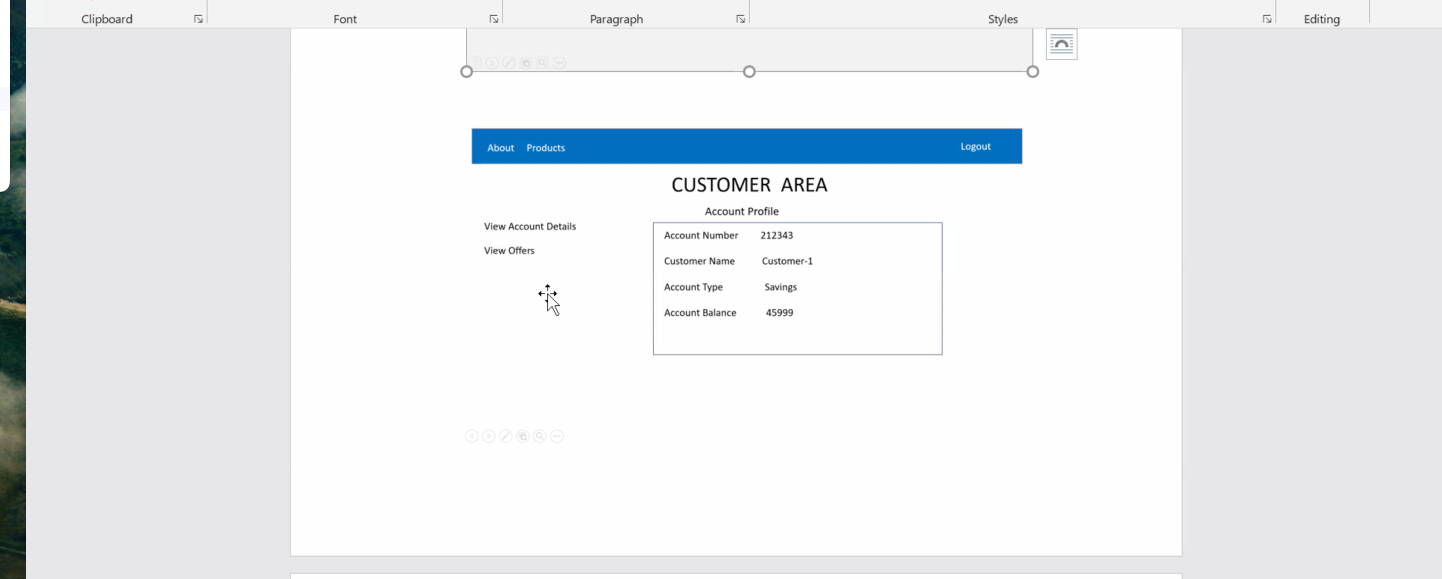 Clipboard Font Paragraph Styles Editing
About Products Logout
CUSTOMER AREA
Account Profile
View Account Details
View Offers
Account Number 212343
Customer Name Customer-1
Account Type Savings
Account Balance 45999